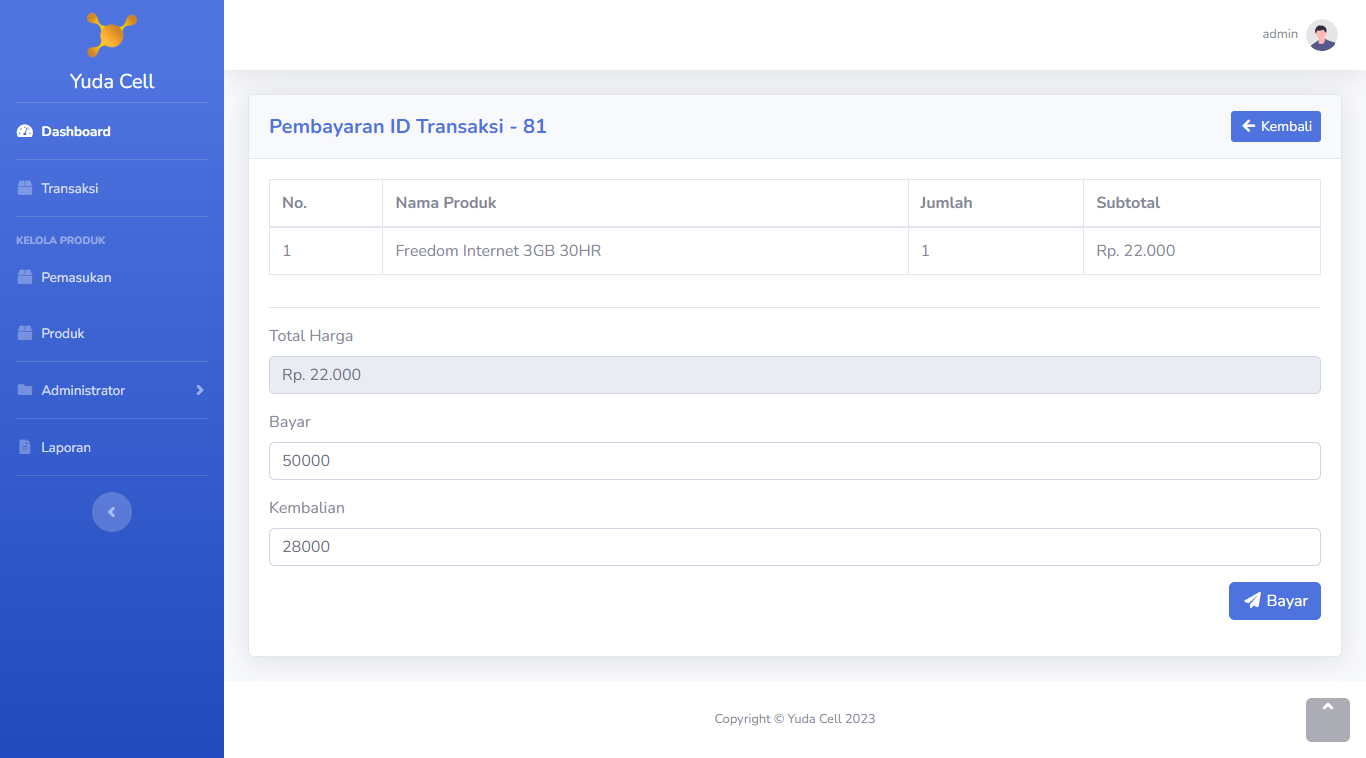 Yuda Cell
Dashboard
Transaksi
KELOLA PRODUK
Pemasukan
Produk
Administrator
Laporan
admin
Pembayaran ID Transaksi - 81
Kembali
No. Nama Produk Jumlah Subtotal
1 Freedom Internet 3GB 30HR 1 Rp. 22.000
Total Harga
Rp. 22.000
Bayar
50000
Kembalian
28000
Bayar
Copyright © Yuda Cell 2023